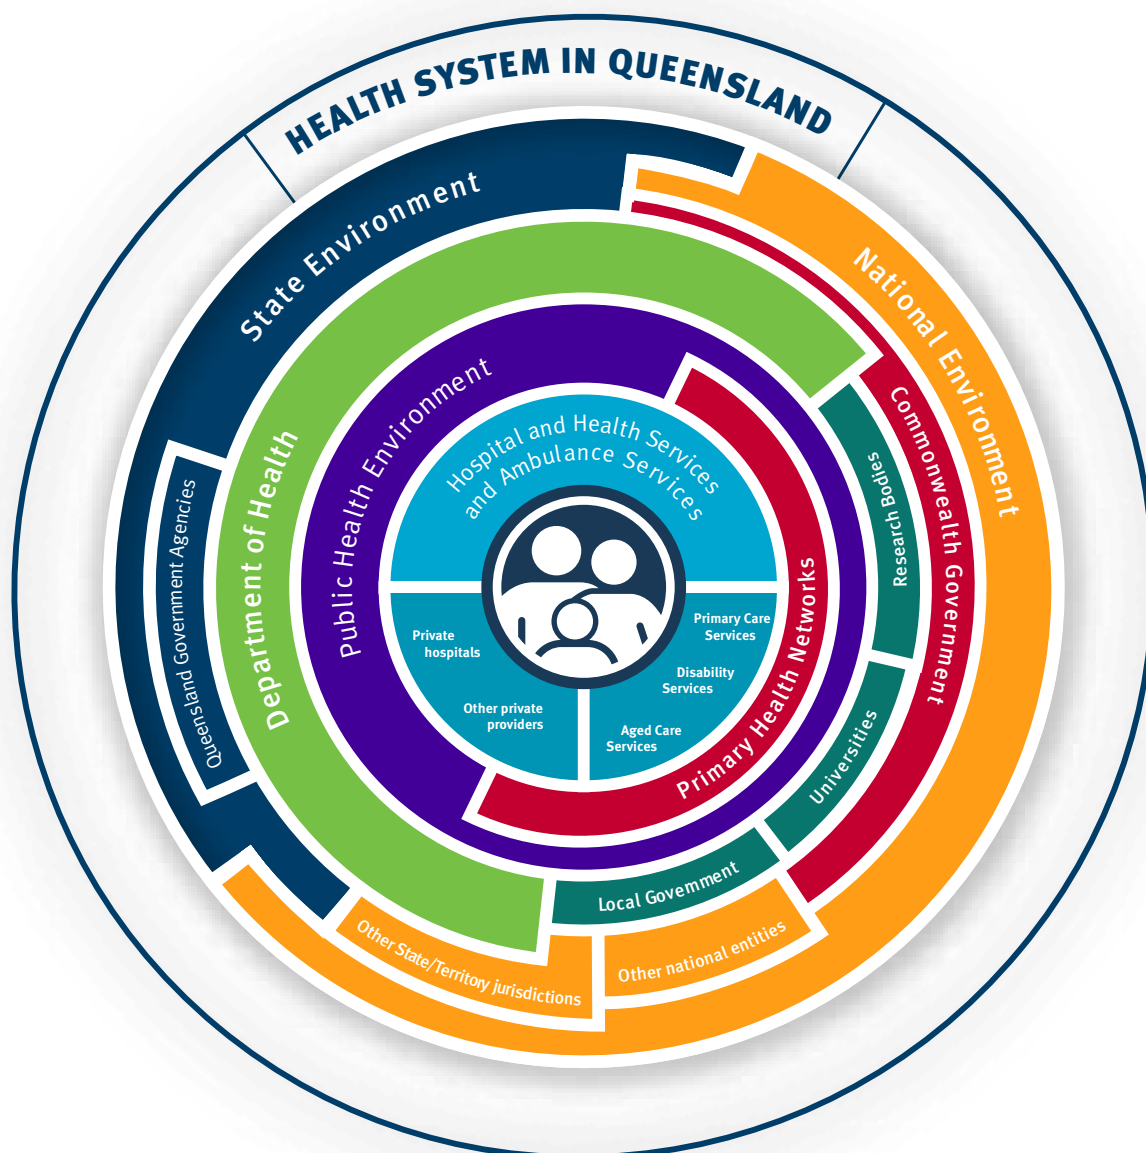 HEALTH SYSTEM IN QUEENSLAND
State Environment
National Environment
Department of Health
Commonwealth Government
Public Health Environment
Queensland Government Agencies
Hospital and Health Services
and Ambulance Services
Research Bodies
Primary Health Networks
Private
hospitals
Other private
providers
Primary Care
Services
Disability
Services
Aged Care
Services
Universities
Local Government
Other State/Territory jurisdictions
Other national entities